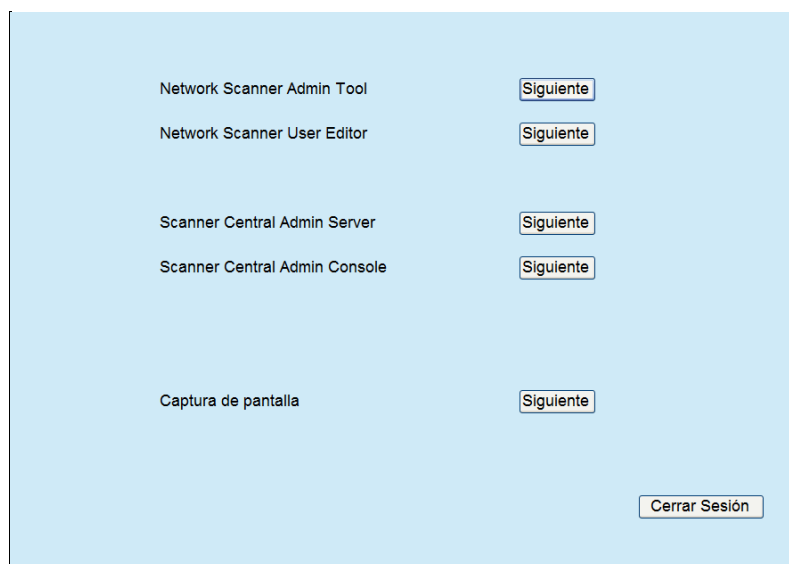 Network Scanner Admin Tool Siguiente
Network Scanner User Editor Siguiente
Scanner Central Admin Server Siguiente
Scanner Central Admin Console Siguiente
Captura de pantalla Siguiente
Cerrar Sesión